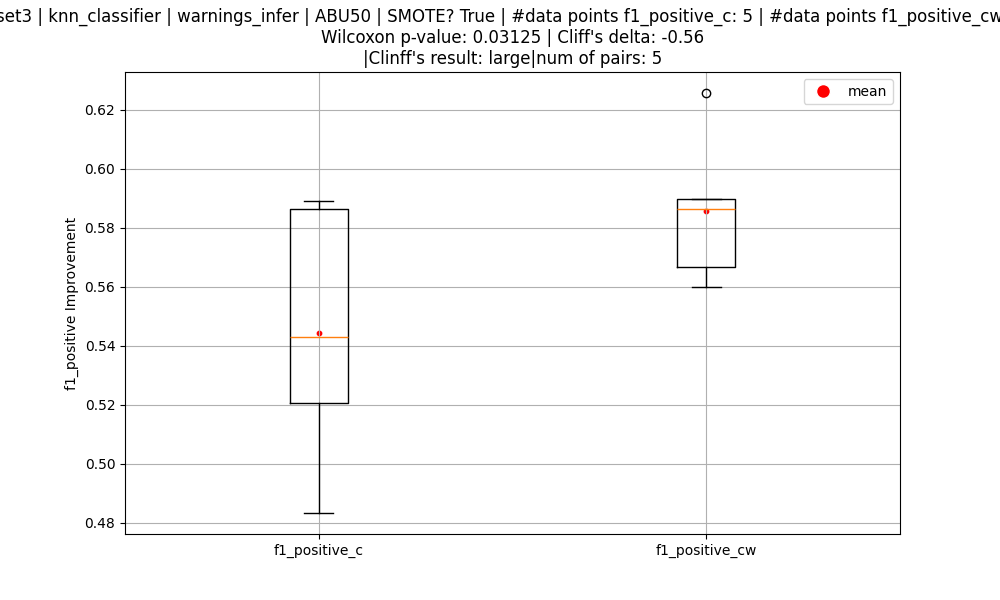 set3 | knn_classifier | warnings_infer | ABU50 | SMOTE? True | #data points f1_positive_c: 5 | #data points f1_positive_cw
Wilcoxon p-value: 0.03125 | Cliff's delta: -0.56
|Clinff's result: large|num of pairs: 5
mean
0.62
0.60
0.58
0.56
0.54
0.52
0.50
0.48
f1_positive Improvement
f1_positive_c
f1_positive_cw